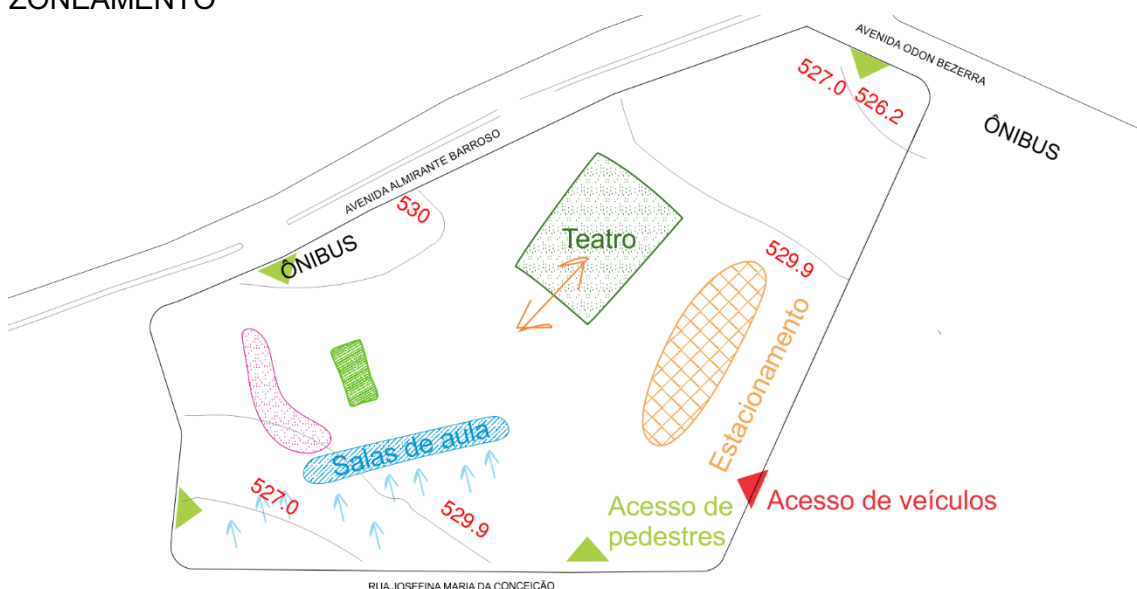 ZONEAMENTO
AVENIDA ODON BEZERRA
527.0
526.2
ÔNIBUS
AVENIDA ALMIRANTE BARROSO
530
ÔNIBUS
Teatro
529.9
Estacionamento
Salas de aula
527.0
529.9
Acesso de
pedestres
Acesso de veículos
RUA JOSEFINA MARIA DA CONCEIÇÃO